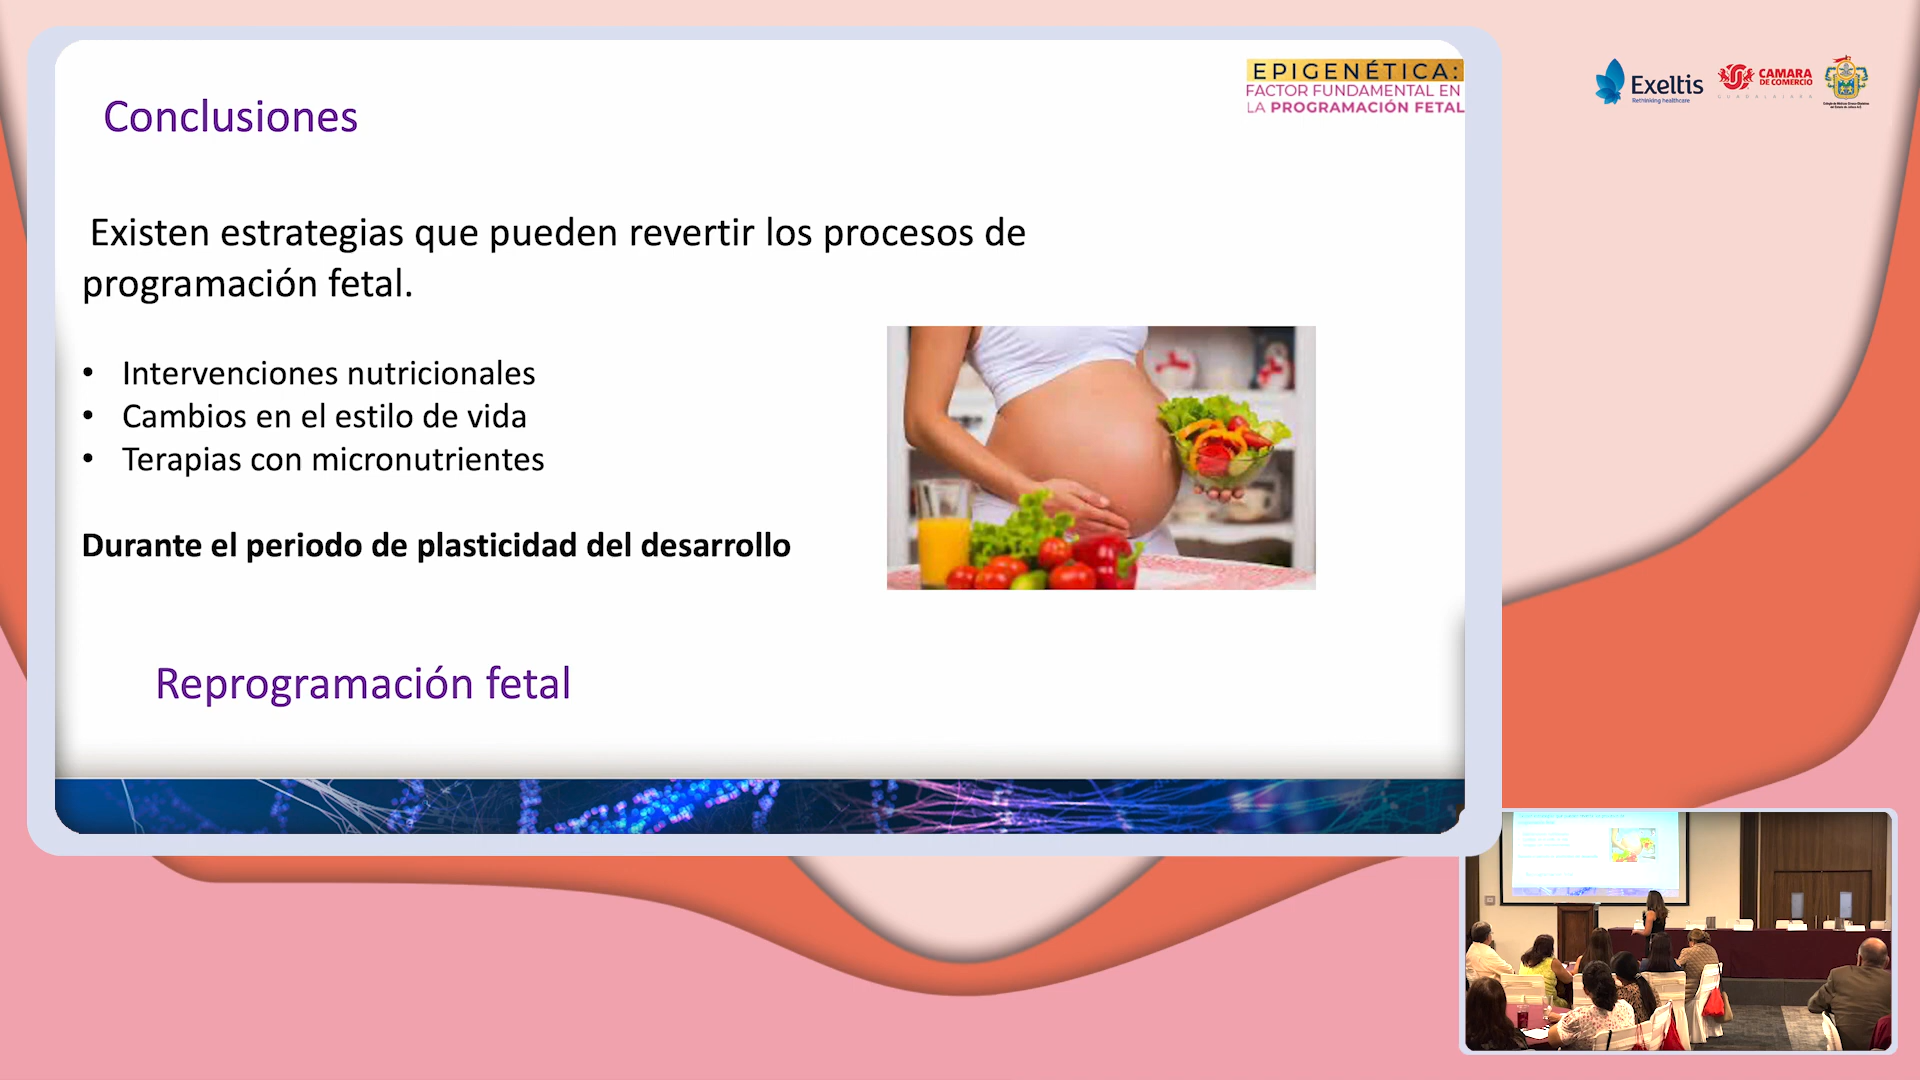 EPIGENÉTICA:
FACTOR FUNDAMENTAL EN
LA PROGRAMACIÓN FETAL
Conclusiones
Existen estrategias que pueden revertir los procesos de
programación fetal.
• Intervenciones nutricionales
• Cambios en el estilo de vida
• Terapias con micronutrientes
Durante el periodo de plasticidad del desarrollo
Reprogramación fetal
Exeltis
Rethinking healthcare
CAMARA
DE COMERCIO
GUADALAJARA